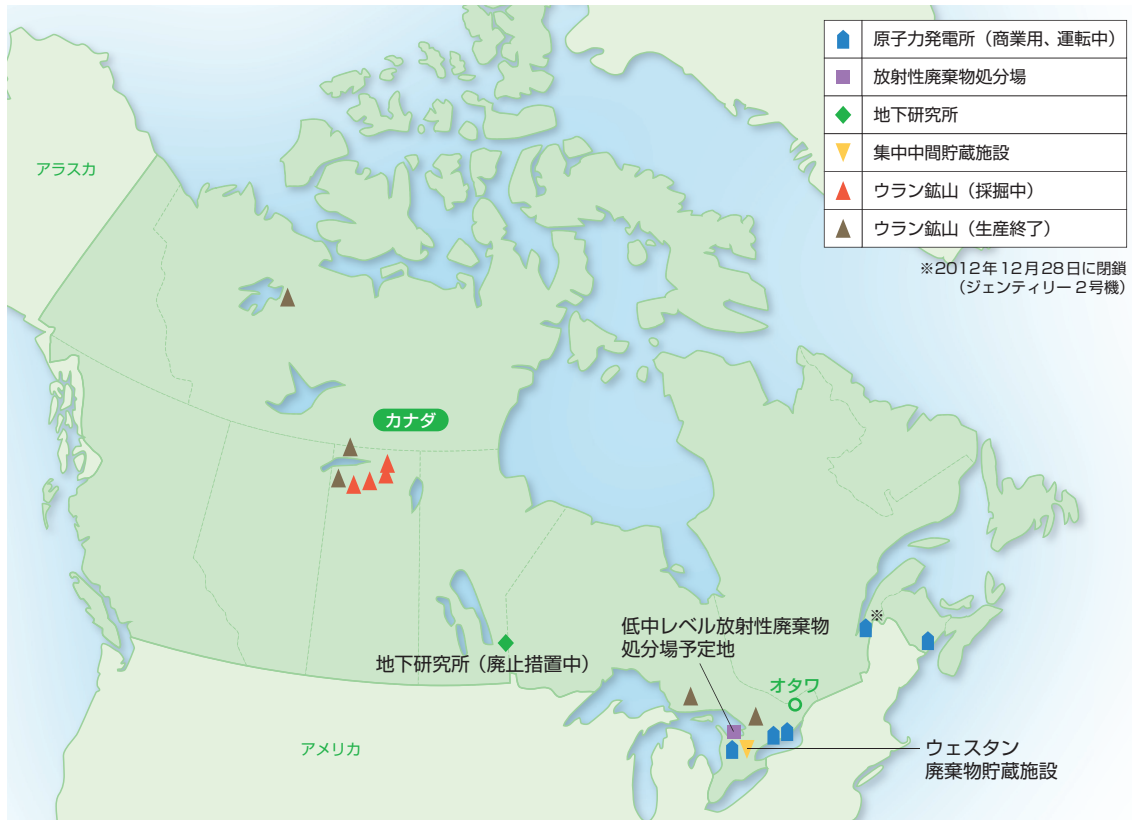 原子力発電所（商業用、運転中）
放射性廃棄物処分場
地下研究所
集中中間貯蔵施設
ウラン鉱山（採掘中）
ウラン鉱山（生産終了）
※2012年12月28日に閉鎖
（ジェンティリー2号機）
アラスカ
カナダ
※
低中レベル放射性廃棄物
処分場予定地
地下研究所（廃止措置中）
オタワ
アメリカ
ウェスタン
廃棄物貯蔵施設